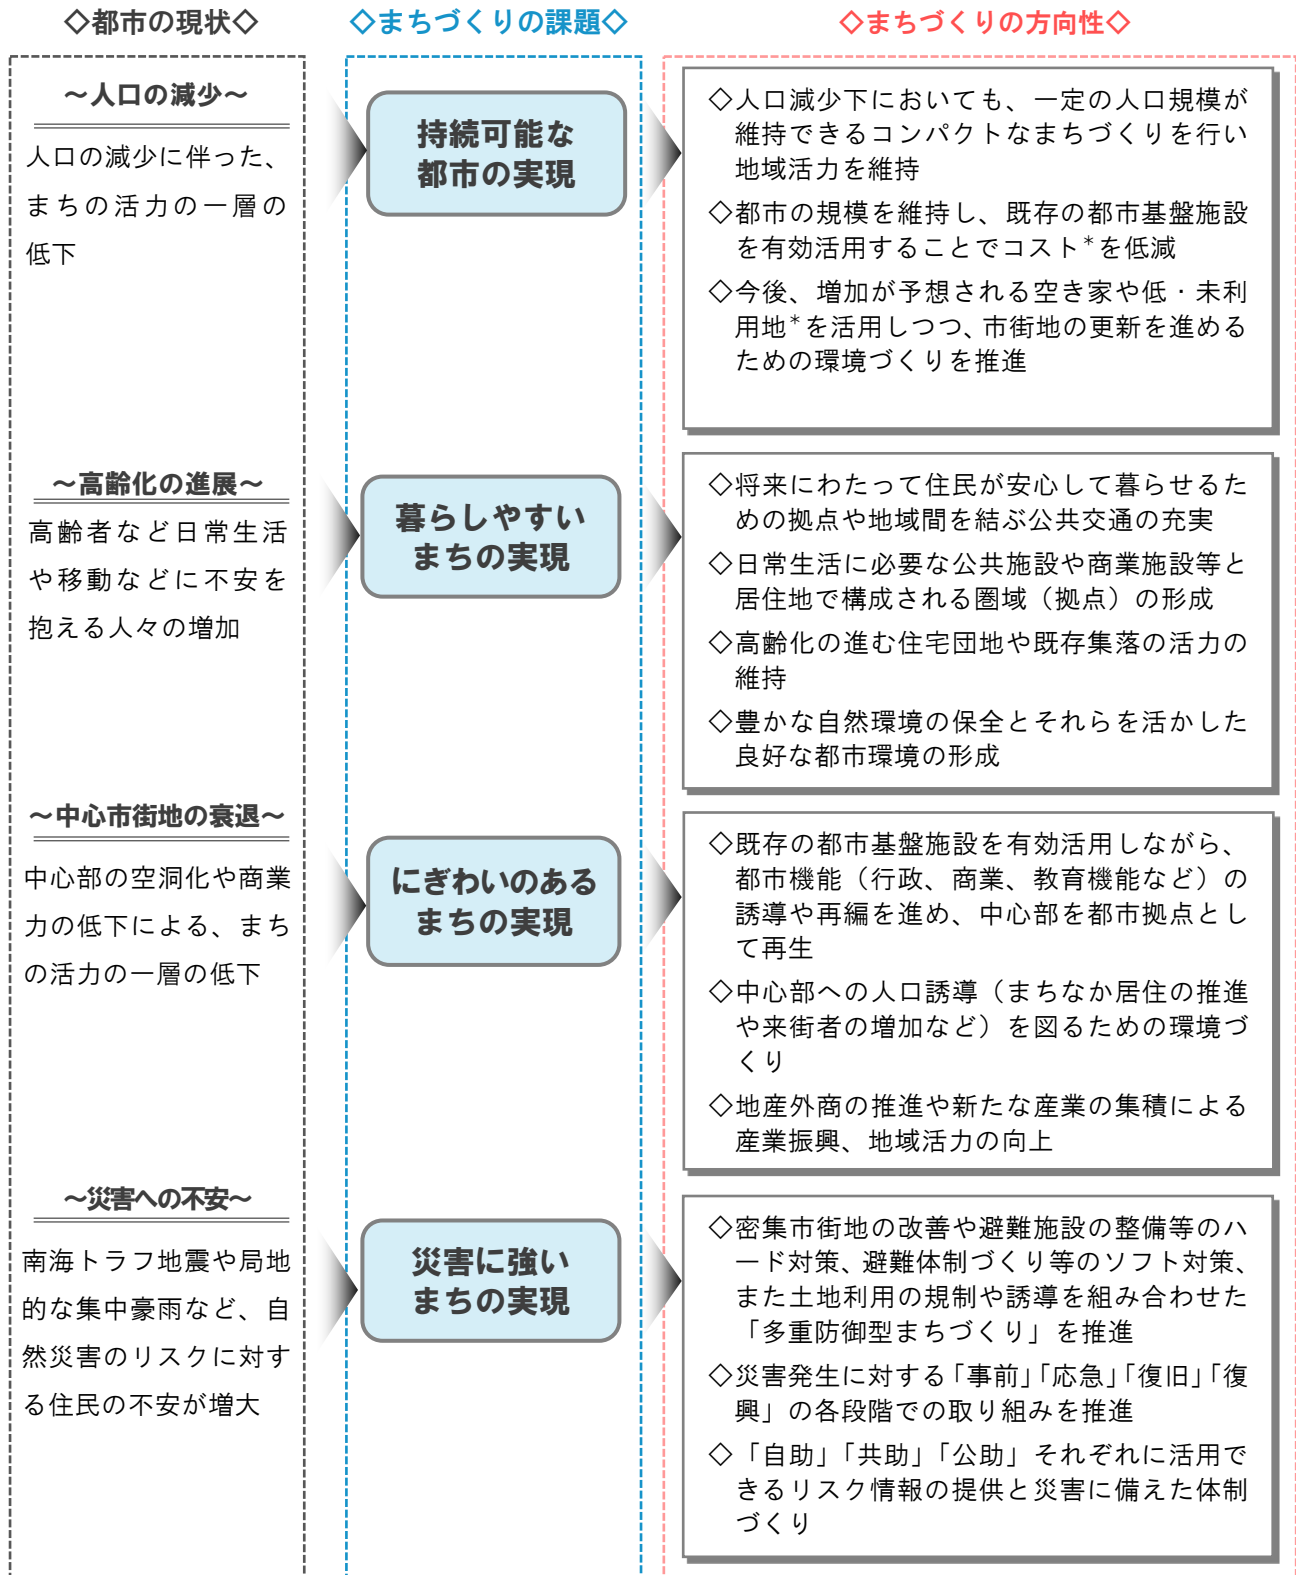 ◇都市の現状◇
◇まちづくりの課題◇
◇まちづくりの方向性◇
～人口の減少～
人口の減少に伴った、
まちの活力の一層の
低下
持続可能な
都市の実現
◇人口減少下においても、一定の人口規模が
維持できるコンパクトなまちづくりを行い
地域活力を維持
◇都市の規模を維持し、既存の都市基盤施設
を有効活用することでコスト*を低減
◇今後、増加が予想される空き家や低・未利
用地*を活用しつつ、市街地の更新を進める
ための環境づくりを推進
～高齢化の進展～
高齢者など日常生活
や移動などに不安を
抱える人々の増加
暮らしやすい
まちの実現
◇将来にわたって住民が安心して暮らせるた
めの拠点や地域間を結ぶ公共交通の充実
◇日常生活に必要な公共施設や商業施設等と
居住地で構成される圏域（拠点）の形成
◇高齢化の進む住宅団地や既存集落の活力の
維持
◇豊かな自然環境の保全とそれらを活かした
良好な都市環境の形成
～中心市街地の衰退～
中心部の空洞化や商業
力の低下による、まち
の活力の一層の低下
にぎわいのある
まちの実現
◇既存の都市基盤施設を有効活用しながら、
都市機能（行政、商業、教育機能など）の
誘導や再編を進め、中心部を都市拠点とし
て再生
◇中心部への人口誘導（まちなか居住の推進
や来街者の増加など）を図るための環境づ
くり
◇地産外商の推進や新たな産業の集積による
産業振興、地域活力の向上
～災害への不安～
南海トラフ地震や局地
的な集中豪雨など、自
然災害のリスクに対す
る住民の不安が増大
災害に強い
まちの実現
◇密集市街地の改善や避難施設の整備等のハ
ード対策、避難体制づくり等のソフト対策、
また土地利用の規制や誘導を組み合わせた
「多重防御型まちづくり」を推進
◇災害発生に対する「事前」「応急」「復旧」「復
興」の各段階での取り組みを推進
◇「自助」「共助」「公助」それぞれに活用で
きるリスク情報の提供と災害に備えた体制
づくり